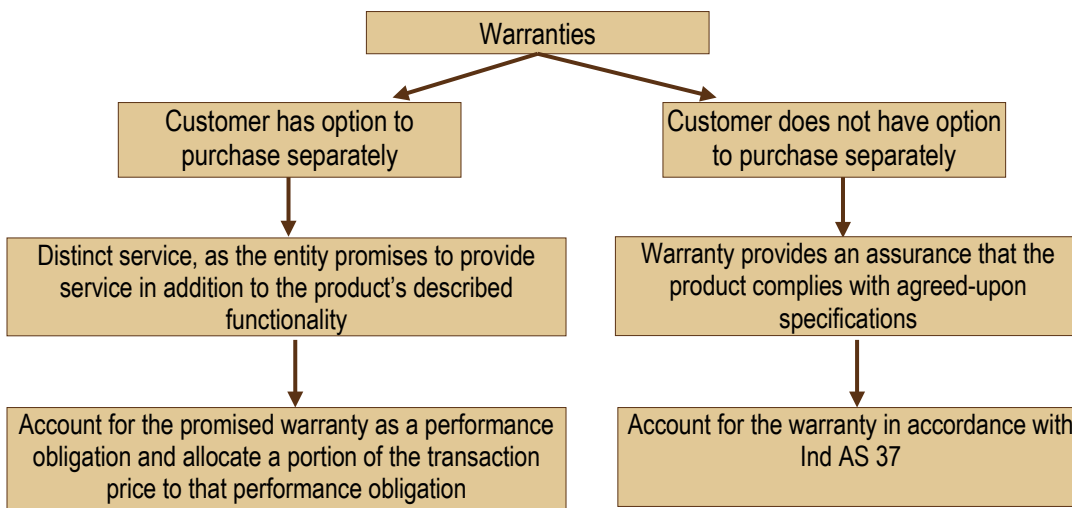 Warranties
Customer has option to
purchase separately
Customer does not have option
to purchase separately
Distinct service, as the entity promises to provide
service in addition to the product’s described
functionality
Warranty provides an assurance that the
product complies with agreed-upon
specifications
Account for the promised warranty as a performance
obligation and allocate a portion of the transaction
price to that performance obligation
Account for the warranty in accordance with
Ind AS 37